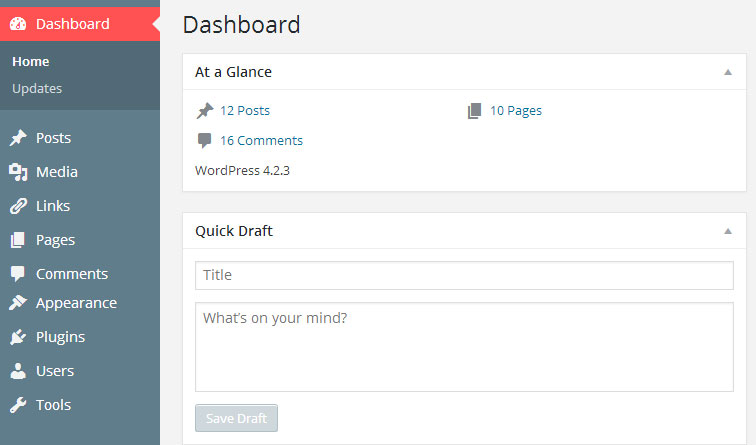 Dashboard
Home
Updates
Posts
Media
Links
Pages
Comments
Appearance
Plugins
Users
Tools
Dashboard
At a Glance
12 Posts
10 Pages
16 Comments
WordPress 4.2.3
Quick Draft
Title
What's on your mind?
Save Draft